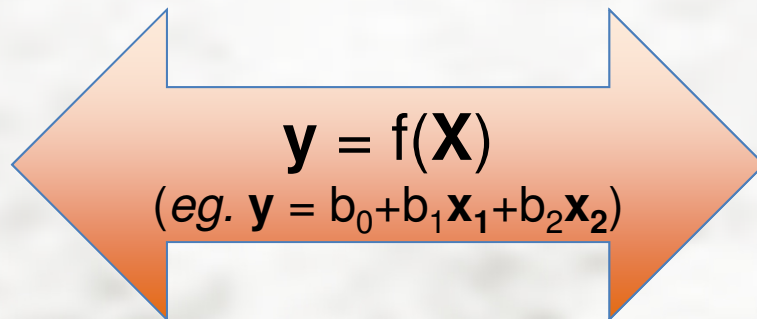 y = f(X)
(eg. y = b₀+b₁x₁+b₂x₂)